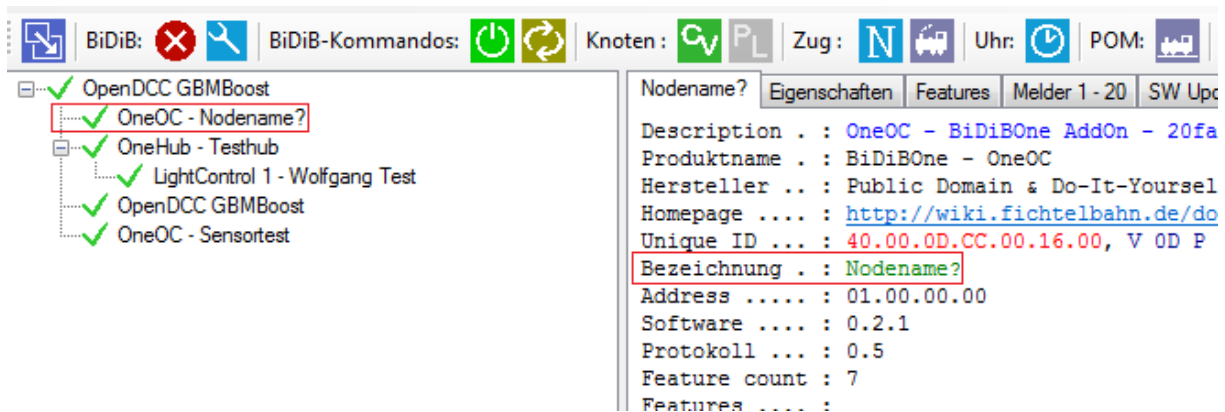 BiDiB: BiDiB-Kommandos: Knoten : CV PL Zug : N Uhr: POM:
OpenDCC GBMBoost
OneOC - Nodename?
OneHub - Testhub
LightControl 1 - Wolfgang Test
OpenDCC GBMBoost
OneOC - Sensortest
Nodename? Eigenschaften Features Melder 1 - 20 SW Upd
Description . : OneOC - BiDiBOne AddOn - 20fa
Produktname . : BiDiBOne - OneOC
Hersteller .. : Public Domain & Do-It-Yoursel
Homepage .... : http://wiki.fichtelbahn.de/do
Unique ID ... : 40.00.0D.CC.00.16.00, V 0D P
Bezeichnung . : Nodename?
Address ..... : 01.00.00.00
Software .... : 0.2.1
Protokoll ... : 0.5
Feature count : 7
Features .... :